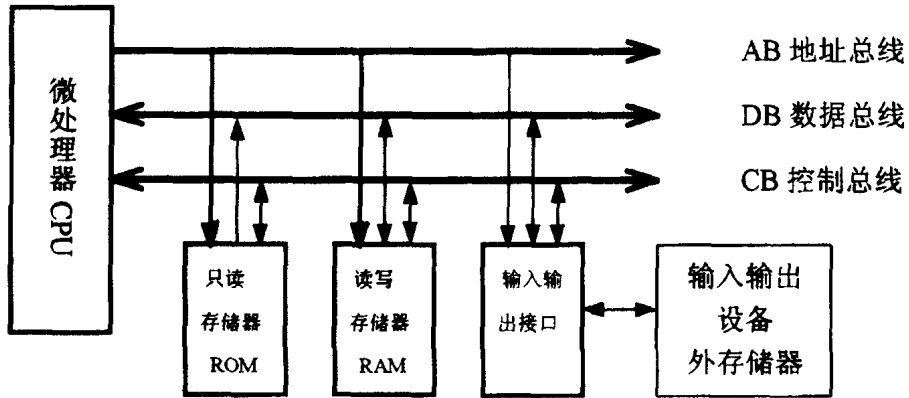 微处理器 CPU
AB 地址总线
DB 数据总线
CB 控制总线
只读
存储器
ROM
读写
存储器
RAM
输入输
出接口
输入输出
设备
外存储器